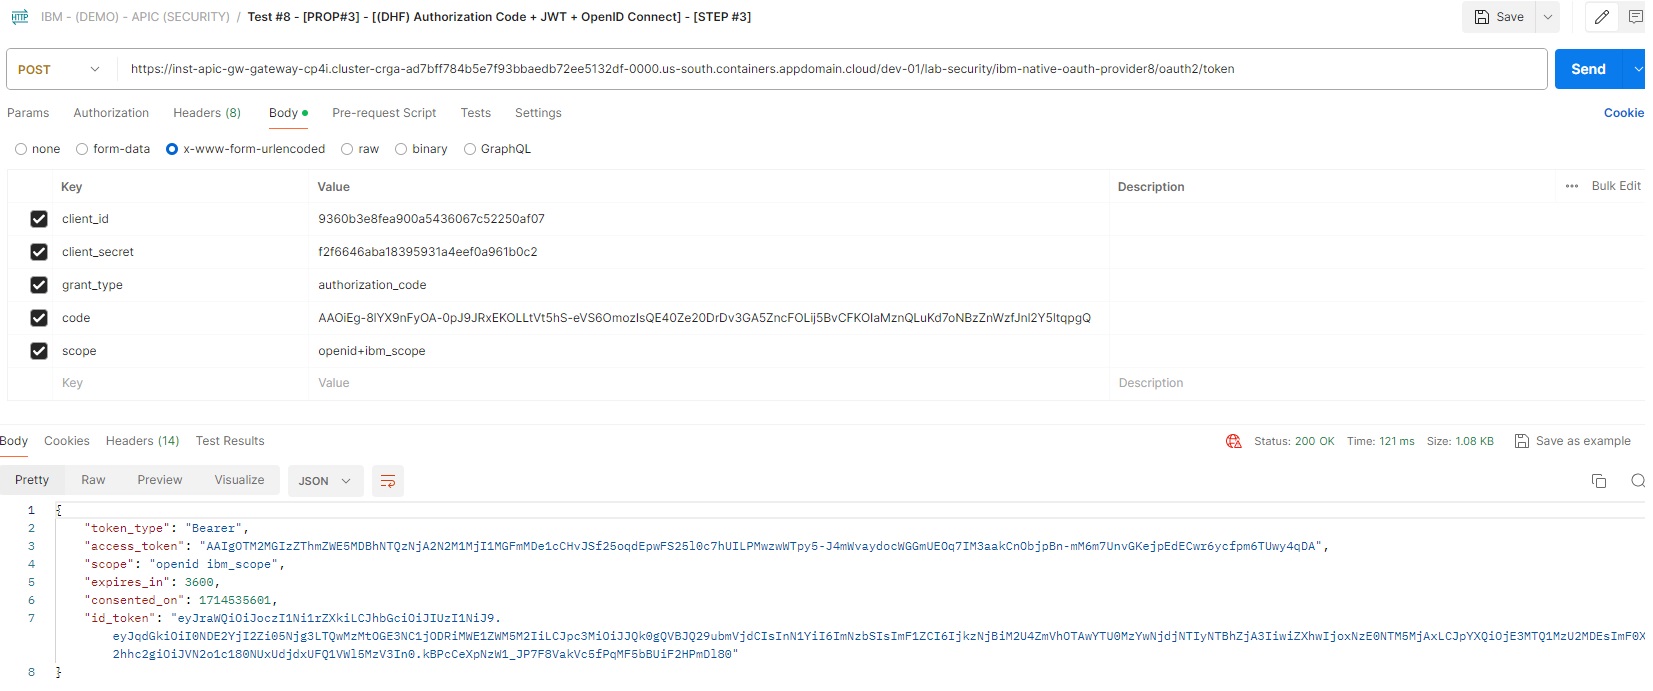 HTTP IBM - (DEMO) - APIC (SECURITY) / Test #8 - [PROP#3] - [(DHF) Authorization Code + JWT + OpenID Connect] - [STEP #3] Save
POST https://inst-apic-gw-gateway-cp4i.cluster-crga-ad7bff784b5e7f93bbaedb72ee5132df-0000.us-south.containers.appdomain.cloud/dev-01/lab-security/ibm-native-oauth-provider8/oauth2/token Send
Params Authorization Headers (8) Body Pre-request Script Tests Settings Cookie
none form-data x-www-form-urlencoded raw binary GraphQL
Key Value Description ••• Bulk Edit
client_id 9360b3e8fea900a5436067c52250af07
client_secret f2f6646aba18395931a4eef0a961b0c2
grant_type authorization_code
code AAOiEg-8lYX9nFyOA-0pJ9JRxEKOLLtVt5hS-eVS6OmozIsQE40Ze20DrDv3GA5ZncFOLij5BvCFKOIaMznQLuKd7oNBzZnWzfJnl2Y5ltqpgQ
scope openid+ibm_scope
Key Value Description
Body Cookies Headers (14) Test Results Status: 200 OK Time: 121 ms Size: 1.08 KB Save as example
Pretty Raw Preview Visualize JSON
1 {
2 "token_type": "Bearer",
3 "access_token": "AAIgOTM2MGIzZThmZWE5MDBhNTQzNjA2N2M1MjI1MGFmMDe1cCHvJSf25oqdEpwFS25l0c7hUILPMwzwWTpy5-J4mWvaydocWGGmUEOq7IM3aakCnObjpBn-mM6m7UnvGKejpEdECwr6ycfpm6TUwy4qDA",
4 "scope": "openid ibm_scope",
5 "expires_in": 3600,
6 "consented_on": 1714535601,
7 "id_token": "eyJraWQiOiJoczI1Ni1rZXkiLCJhbGciOiJIUzI1NiJ9.
eyJqdGkiOiI0NDE2YjI2Zi05Njg3LTQwMzMtOGE3NC1jODRiMWE1ZWM5M2IiLCJpc3MiOiJJQk0gQVBJQ29ubmVjdCIsInN1YiI6ImNzbSIsImF1ZCI6IjkzNjBiM2U4ZmVhOTAwYTU0MzYwNjdjNTIyNTBhZjA3IiwiZXhwIjoxNzE0NTM5MjAxLCJpYXQiOjE3MTQ1MzU2MDEsImF0X
2hhc2giOiJVN2o1c180NUxUdjdxUFQ1VWl5MzV3In0.kBPcCeXpNzW1_JP7F8VakVc5fPqMF5bBUiF2HPmDl80"
8 }